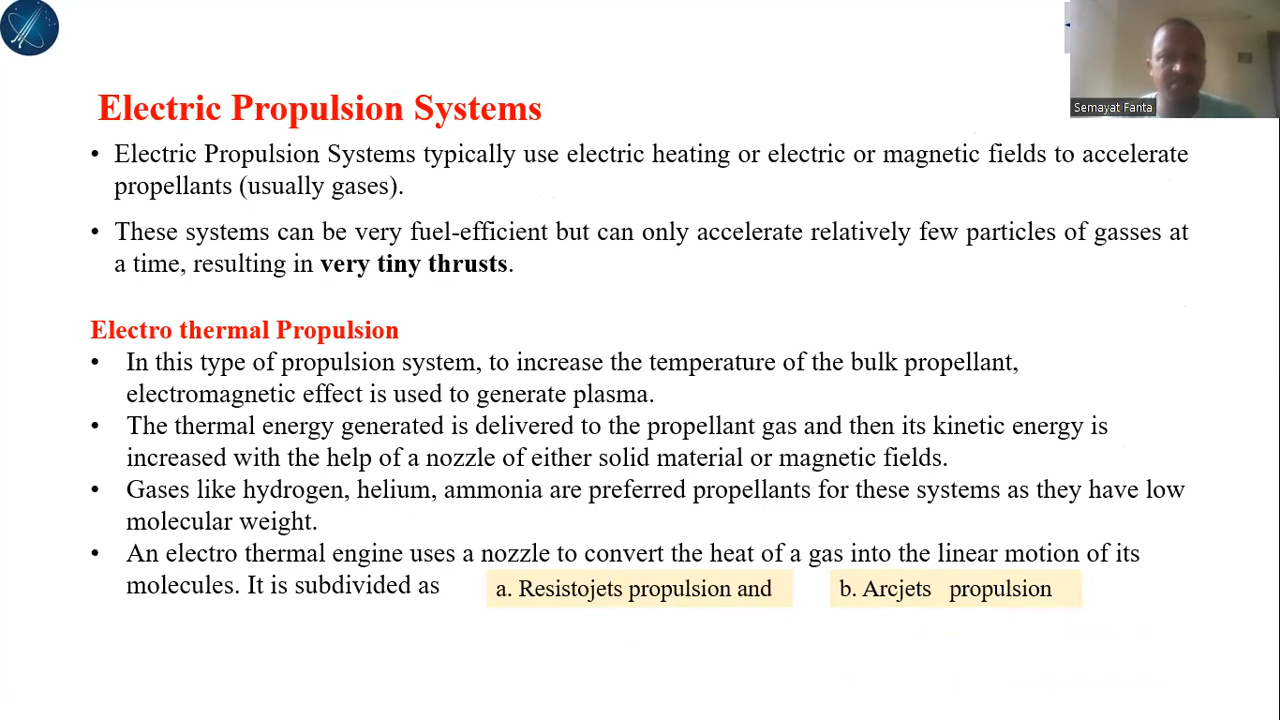 Semayat Fanta
Electric Propulsion Systems
• Electric Propulsion Systems typically use electric heating or electric or magnetic fields to accelerate
propellants (usually gases).
• These systems can be very fuel-efficient but can only accelerate relatively few particles of gasses at
a time, resulting in very tiny thrusts.
Electro thermal Propulsion
• In this type of propulsion system, to increase the temperature of the bulk propellant,
electromagnetic effect is used to generate plasma.
• The thermal energy generated is delivered to the propellant gas and then its kinetic energy is
increased with the help of a nozzle of either solid material or magnetic fields.
• Gases like hydrogen, helium, ammonia are preferred propellants for these systems as they have low
molecular weight.
• An electro thermal engine uses a nozzle to convert the heat of a gas into the linear motion of its
molecules. It is subdivided as a. Resistojets propulsion and b. Arcjets propulsion